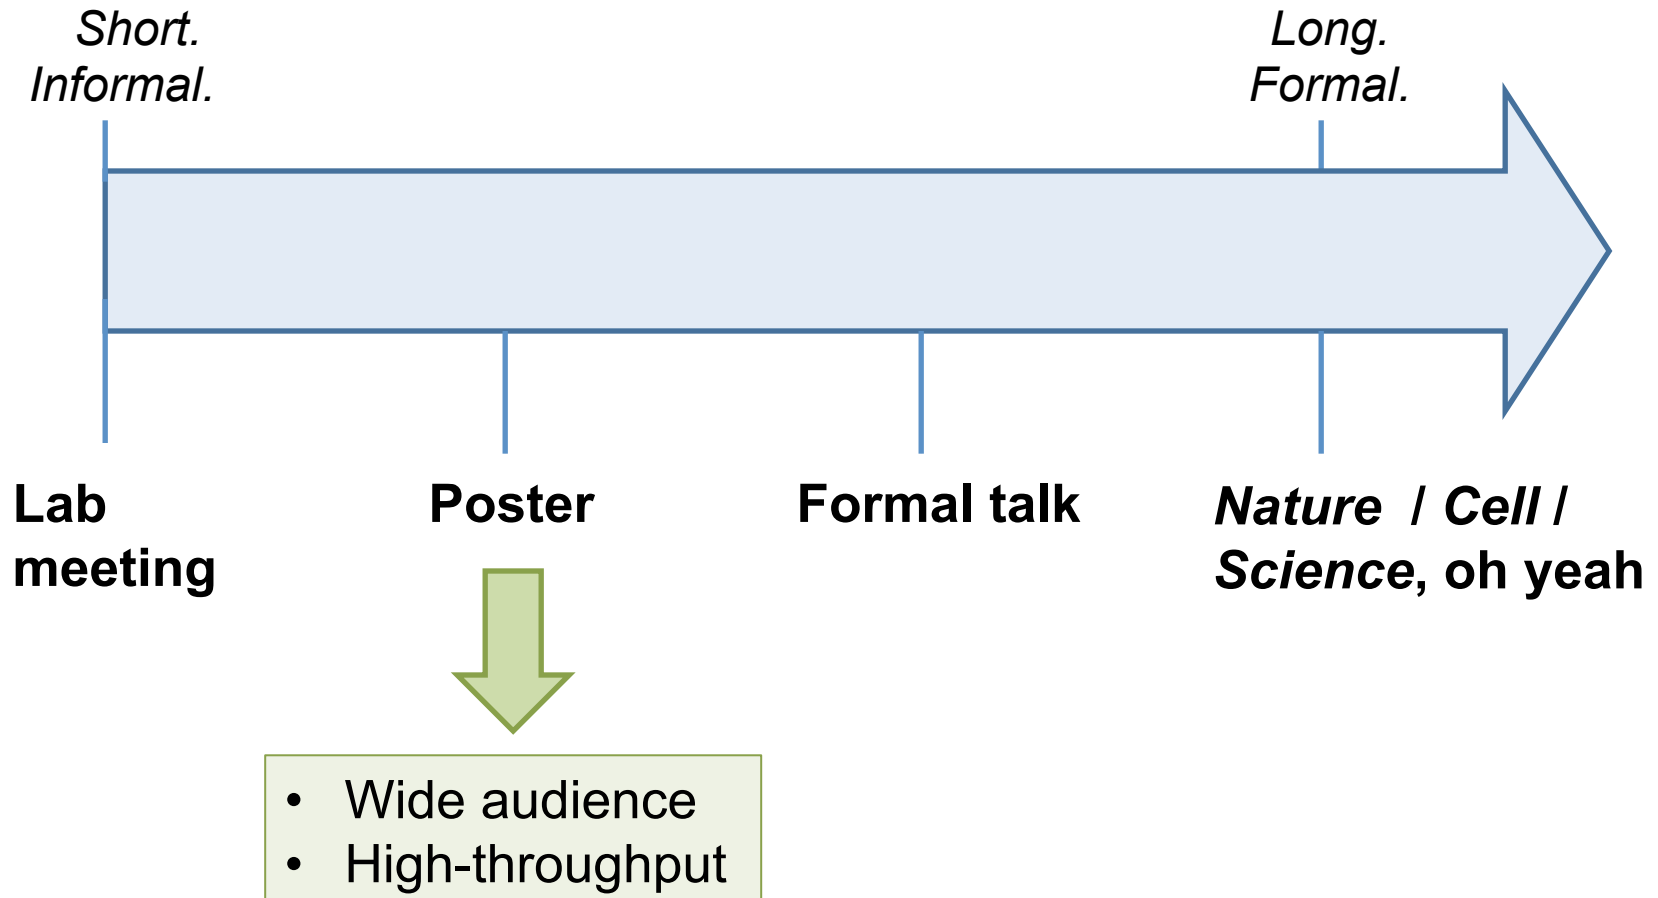 Short.
Informal.
Long.
Formal.
Lab
meeting
Poster
Formal talk
Nature / Cell /
Science, oh yeah
• Wide audience
• High-throughput